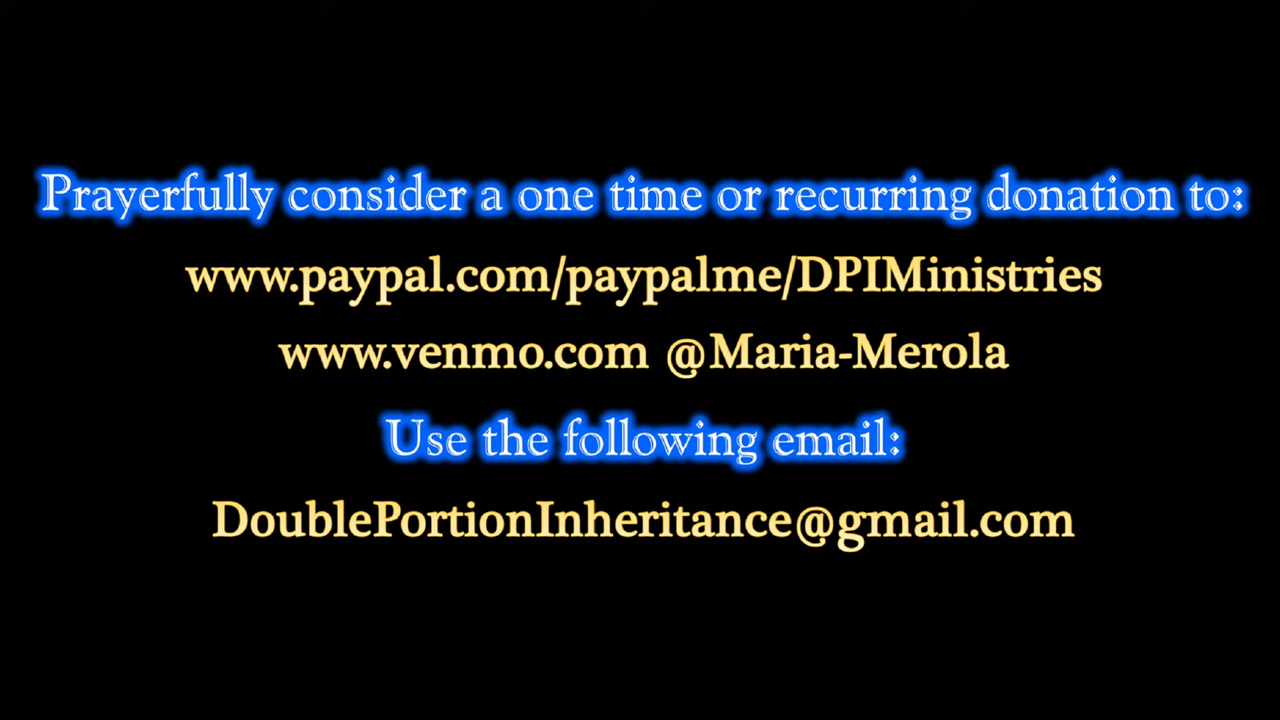 Prayerfully consider a one time or recurring donation to:
www.paypal.com/paypalme/DPIMinistries
www.venmo.com @Maria-Merola
Use the following email:
DoublePortionInheritance@gmail.com